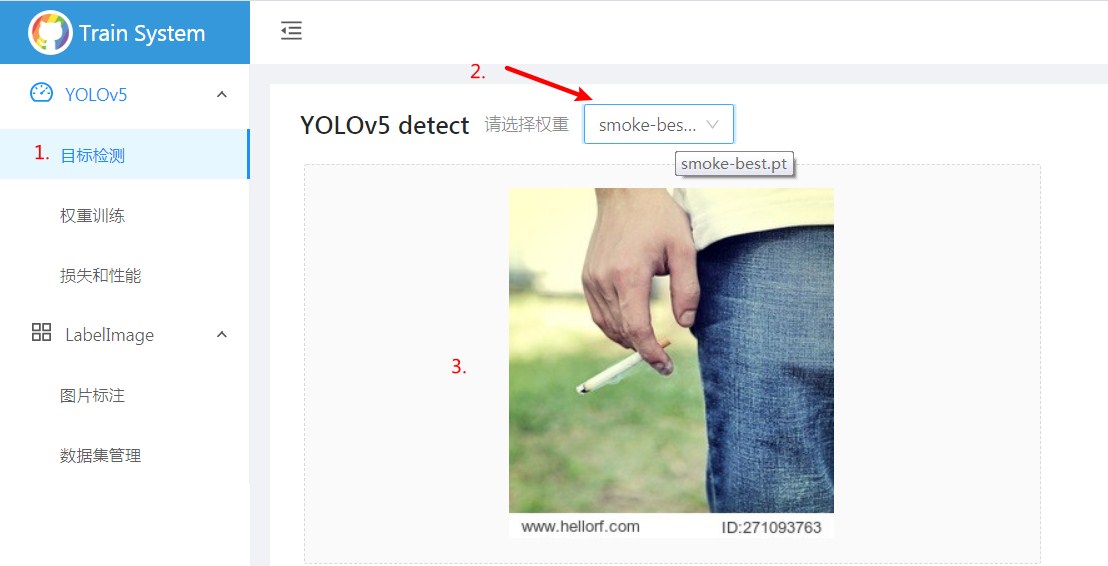 Train System
YOLOv5
1. 目标检测
权重训练
损失和性能
LabelImage
图片标注
数据集管理
2.
YOLOv5 detect 请选择权重 smoke-bes...
smoke-best.pt
3.
www.hellorf.com ID:271093763